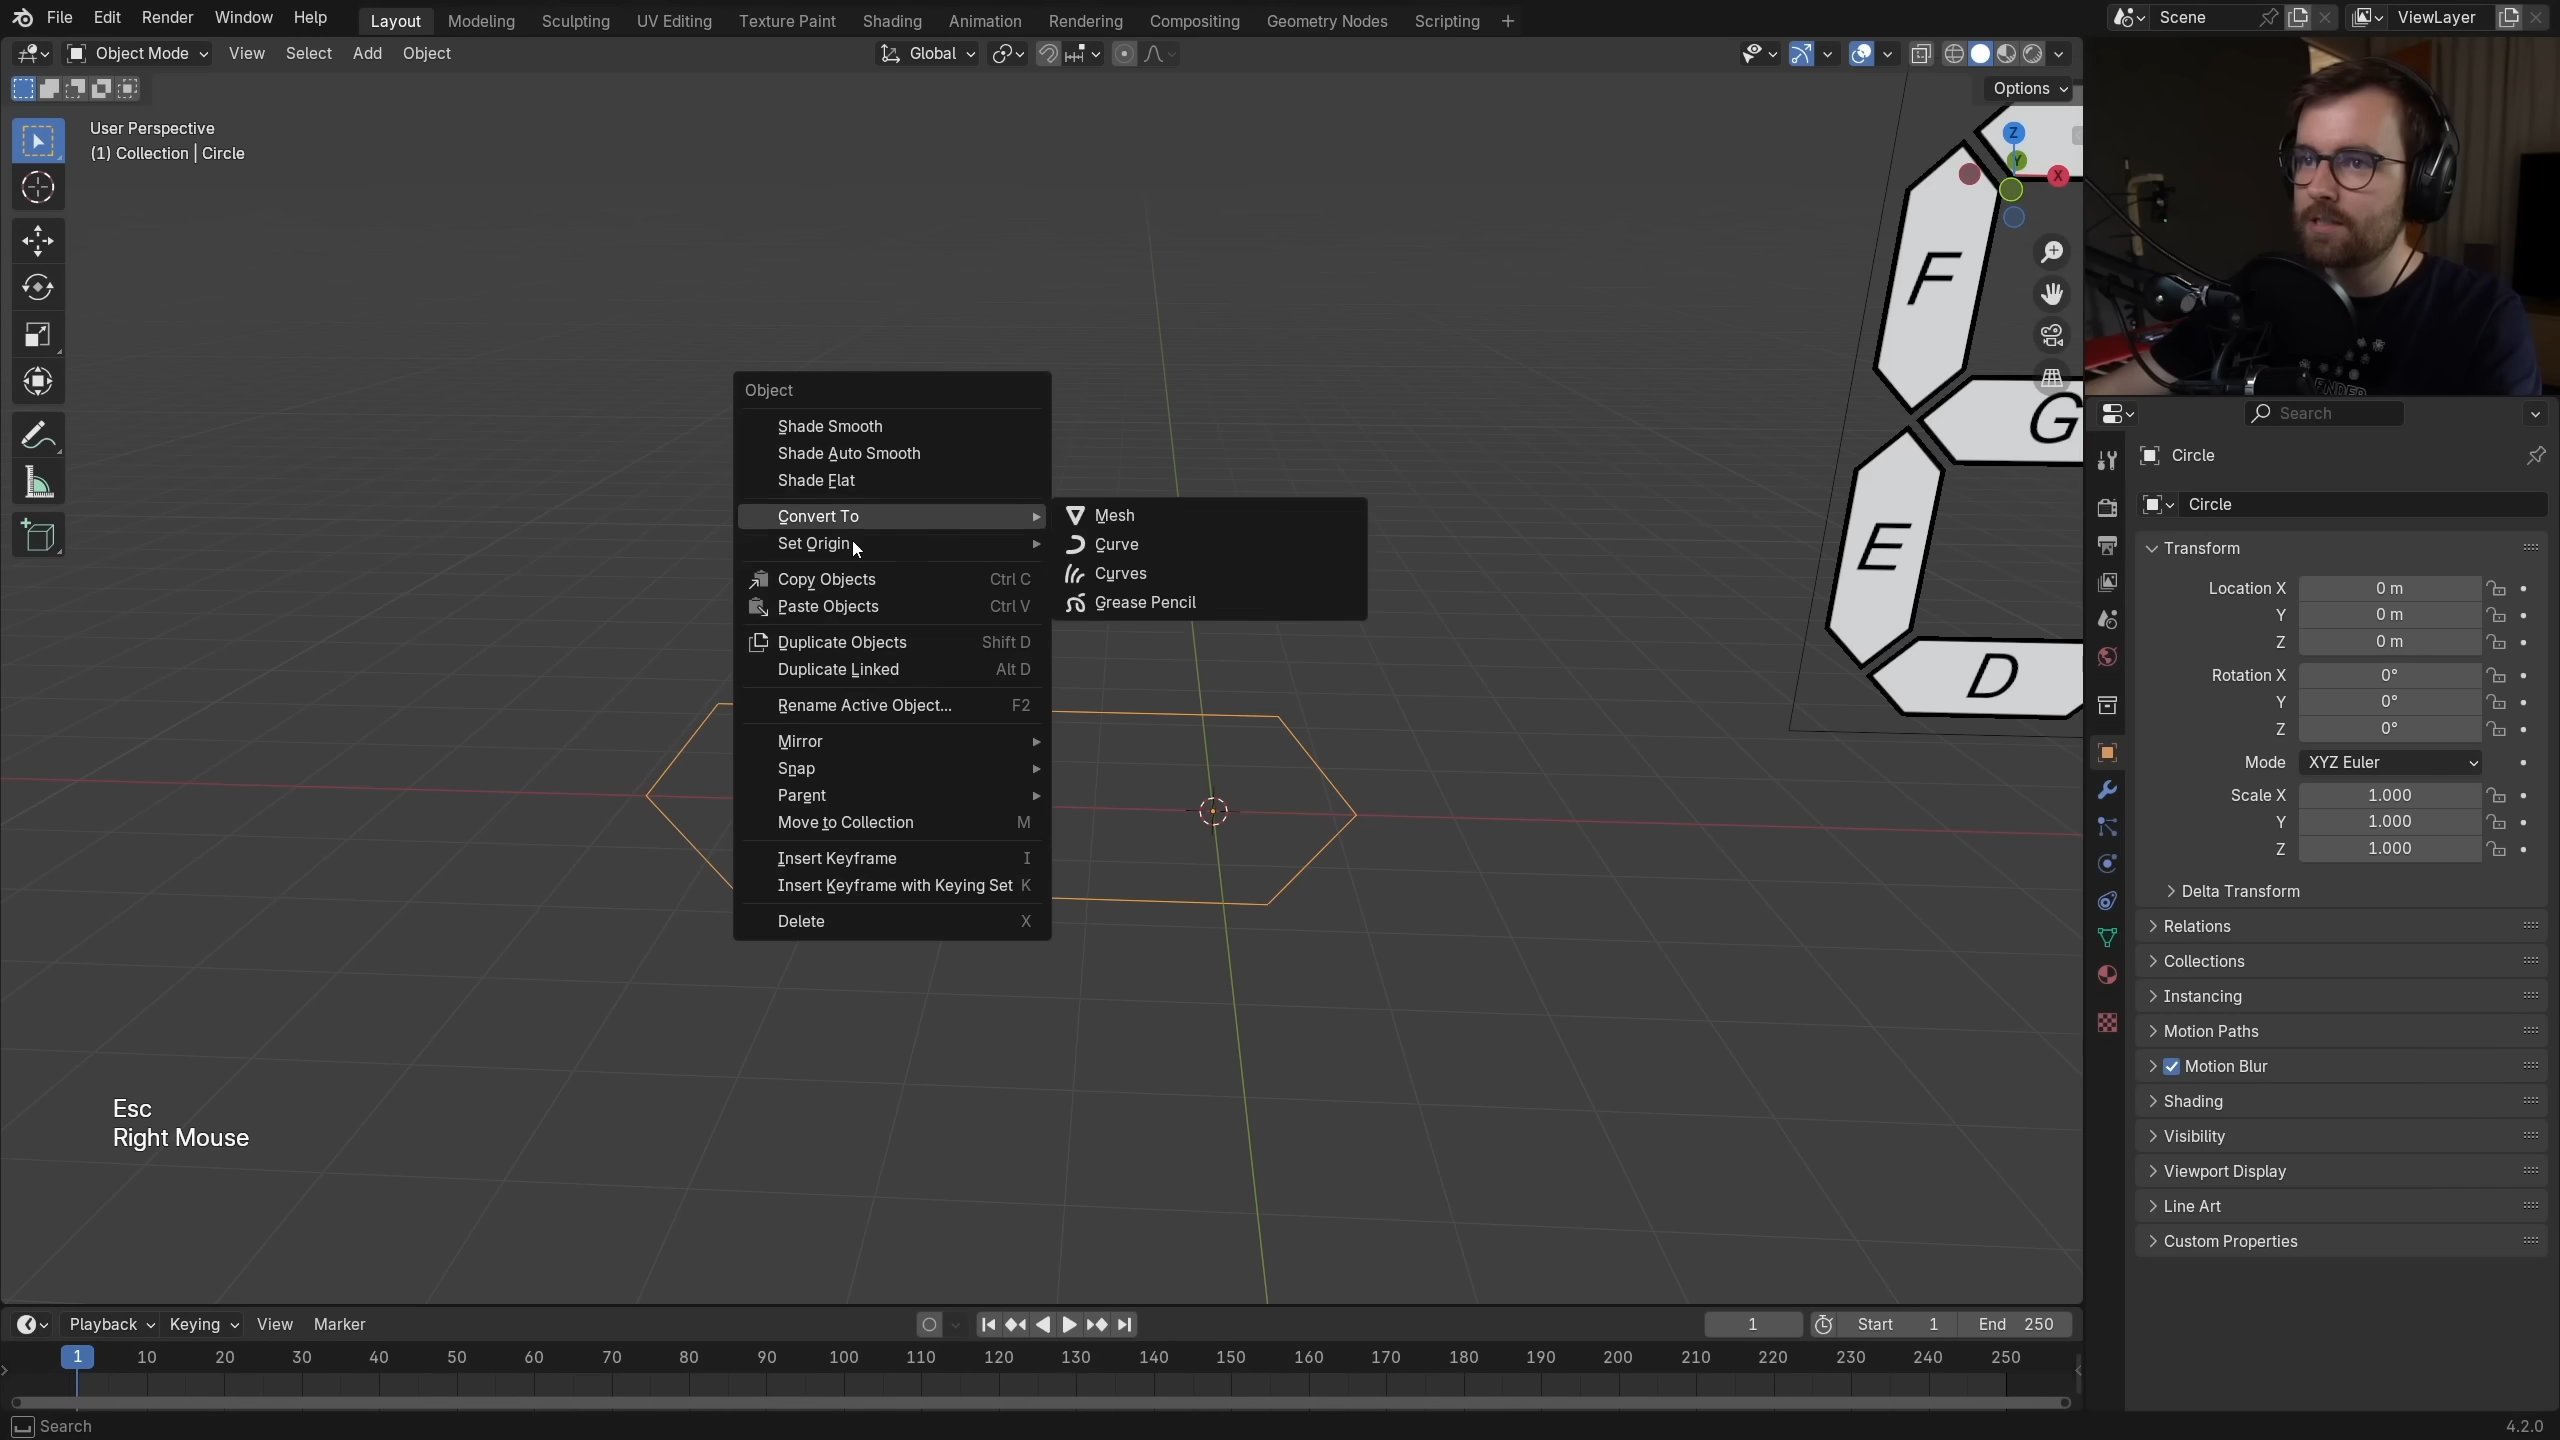 File Edit Render Window Help Layout Modeling Sculpting UV Editing Texture Paint Shading Animation Rendering Compositing Geometry Nodes Scripting + Scene ViewLayer
Object Mode View Select Add Object Global
Options
User Perspective
(1) Collection | Circle
Z
Y
X
F
G
E
D
Object
Shade Smooth
Shade Auto Smooth
Shade Flat
Convert To
Set Origin
Copy Objects Ctrl C
Paste Objects Ctrl V
Duplicate Objects Shift D
Duplicate Linked Alt D
Rename Active Object... F2
Mirror
Snap
Parent
Move to Collection M
Insert Keyframe I
Insert Keyframe with Keying Set K
Delete X
Mesh
Curve
Curves
Grease Pencil
Esc
Right Mouse
Search
Circle
Circle
Transform
Location X 0 m
Y 0 m
Z 0 m
Rotation X 0°
Y 0°
Z 0°
Mode XYZ Euler
Scale X 1.000
Y 1.000
Z 1.000
Delta Transform
Relations
Collections
Instancing
Motion Paths
Motion Blur
Shading
Visibility
Viewport Display
Line Art
Custom Properties
Playback Keying View Marker 1 Start 1 End 250
1 10 20 30 40 50 60 70 80 90 100 110 120 130 140 150 160 170 180 190 200 210 220 230 240 250
Search 4.2.0